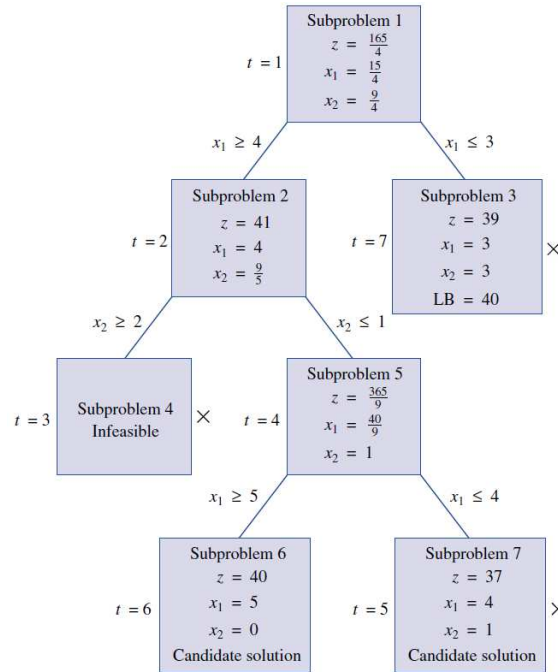 Subproblem 1
z = 165/4
t = 1
x₁ = 15/4
x₂ = 9/4
x₁ ≥ 4
x₁ ≤ 3
Subproblem 2
z = 41
t = 2
x₁ = 4
x₂ = 9/5
Subproblem 3
z = 39
t = 7
x₁ = 3
x₂ = 3
LB = 40
×
x₂ ≥ 2
x₂ ≤ 1
t = 3
Subproblem 4
Infeasible
×
Subproblem 5
z = 365/9
t = 4
x₁ = 40/9
x₂ = 1
x₁ ≥ 5
x₁ ≤ 4
Subproblem 6
z = 40
t = 6
x₁ = 5
x₂ = 0
Candidate solution
Subproblem 7
z = 37
t = 5
x₁ = 4
x₂ = 1
Candidate solution
×